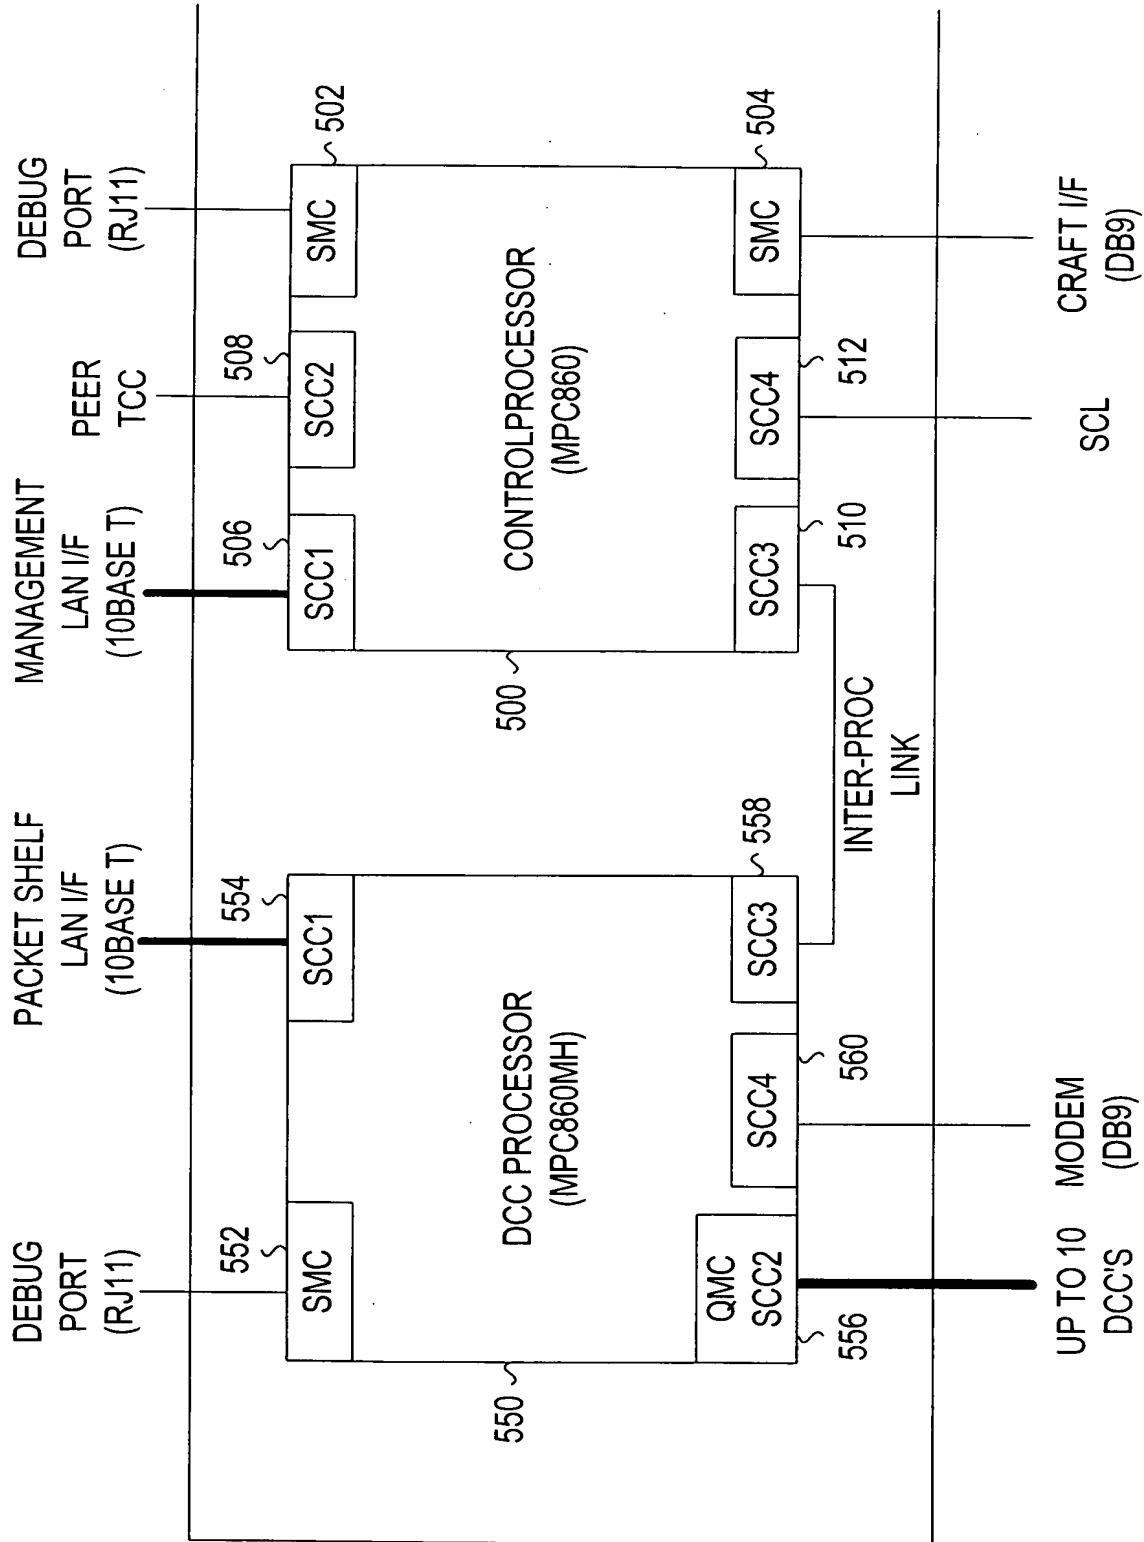 DEBUG
PORT
(RJ11)
PACKET SHELF
LAN I/F
(10BASE T)
MANAGEMENT
LAN I/F
(10BASE T)
PEER
TCC
DEBUG
PORT
(RJ11)
552
554
506
508
502
SMC
SCC1
SCC1
SCC2
SMC
DCC PROCESSOR
(MPC860MH)
CONTROLPROCESSOR
(MPC860)
550
500
QMC
SCC2
SCC4
SCC3
SCC3
SCC4
SMC
556
560
558
510
512
504
INTER-PROC
LINK
UP TO 10
DCC'S
MODEM
(DB9)
SCL
CRAFT I/F
(DB9)